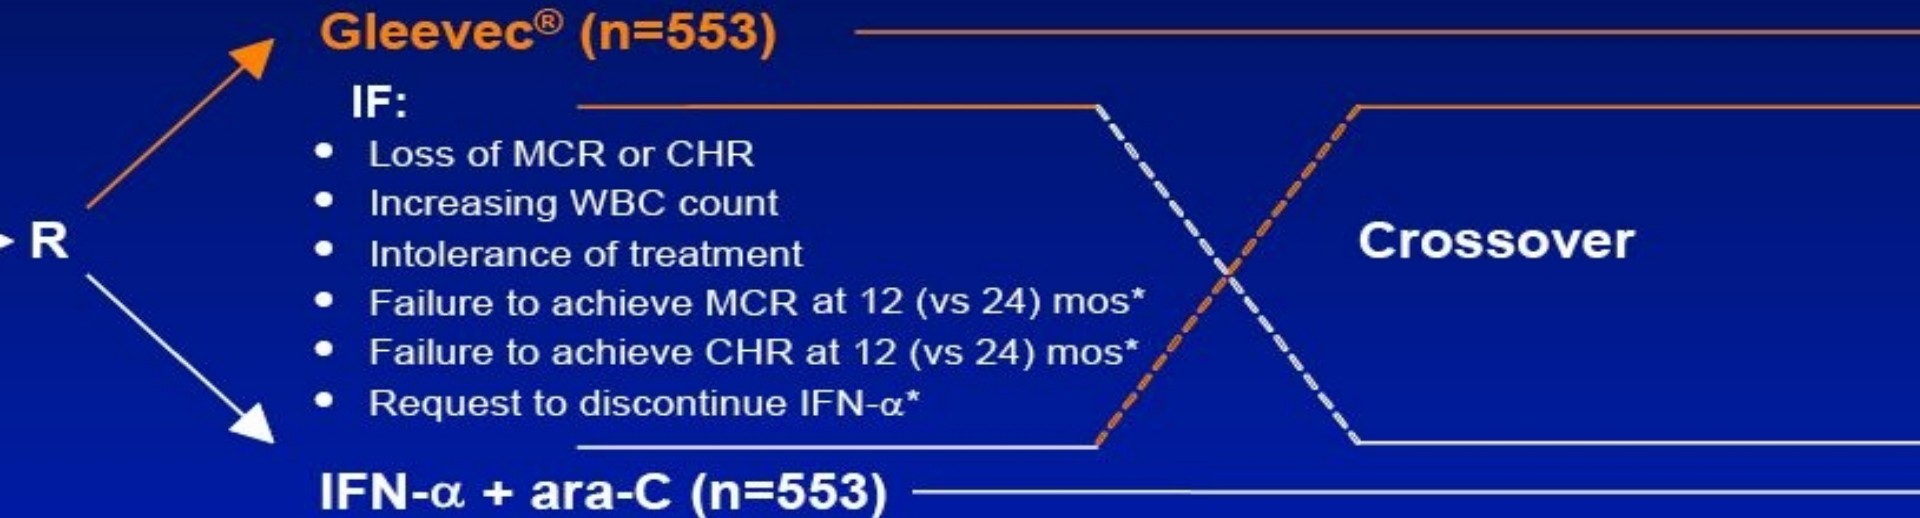 Gleevec® (n=553)
IF:
• Loss of MCR or CHR
• Increasing WBC count
• Intolerance of treatment
• Failure to achieve MCR at 12 (vs 24) mos*
• Failure to achieve CHR at 12 (vs 24) mos*
• Request to discontinue IFN-α*
R
Crossover
IFN-α + ara-C (n=553)